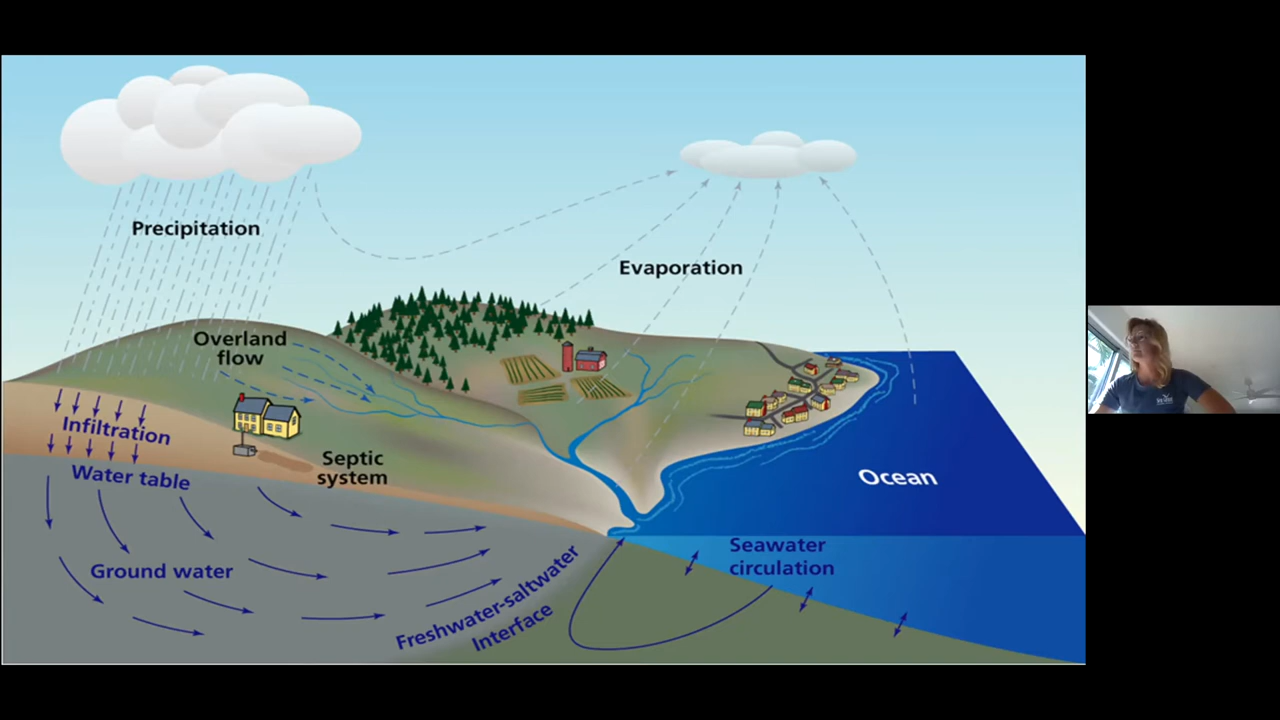 Precipitation
Evaporation
Overland
flow
Infiltration
Septic
system
Water table
Ocean
Seawater
circulation
Ground water
Freshwater-saltwater
Interface